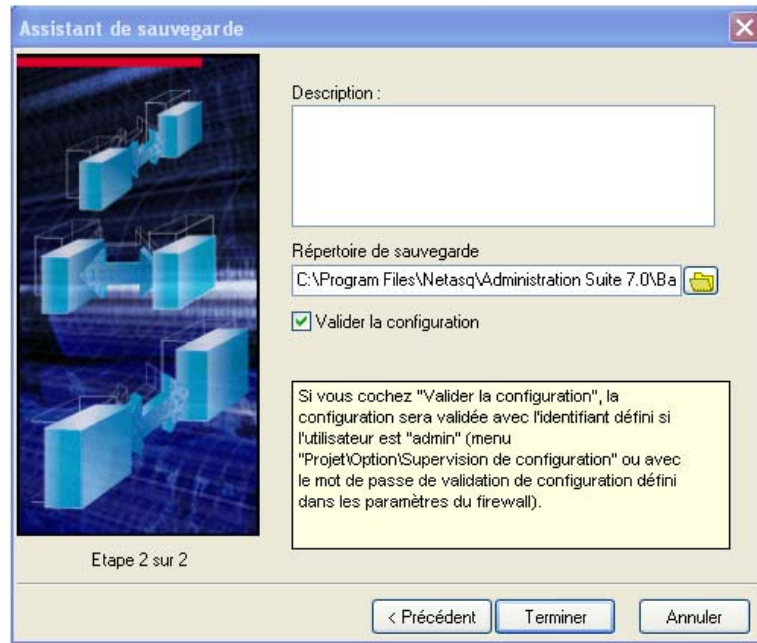 Assistant de sauvegarde
Description :
Répertoire de sauvegarde
C:\Program Files\Netasq\Administration Suite 7.0\Ba
Valider la configuration
Si vous cochez "Valider la configuration", la
configuration sera validée avec l'identifiant défini si
l'utilisateur est "admin" (menu
"Projet\Option\Supervision de configuration" ou avec
le mot de passe de validation de configuration défini
dans les paramètres du firewall).
Etape 2 sur 2
< Précédent
Terminer
Annuler